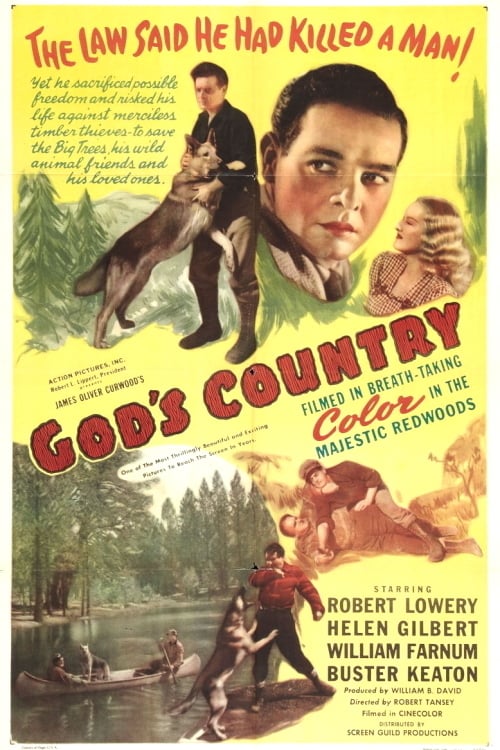 THE LAW SAID HE HAD KILLED A MAN!
Yet he sacrificed possible
freedom and risked his
life against merciless
timber thieves-to save
the Big Trees, his wild
animal friends and
his loved ones.
ACTION PICTURES, INC.
Robert L. Lippert, President
presents
JAMES OLIVER CURWOOD'S
GOD'S COUNTRY
FILMED IN BREATH-TAKING
Color IN THE
MAJESTIC REDWOODS
One of The Most Thrillingly Beautiful and Exciting
Pictures To Reach The Screen in Years.
STARRING
ROBERT LOWERY
HELEN GILBERT
WILLIAM FARNUM
BUSTER KEATON
Produced by WILLIAM B. DAVID
Directed by ROBERT TANSEY
Filmed in CINECOLOR
DISTRIBUTED BY
SCREEN GUILD PRODUCTIONS